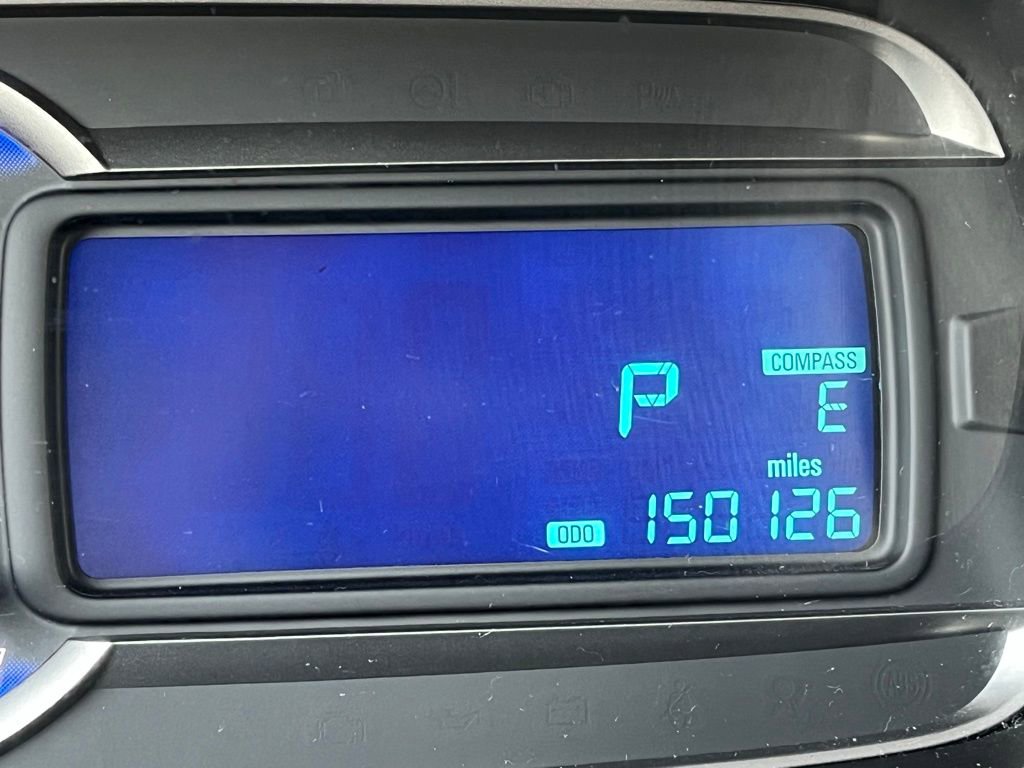 COMPASS
P E
miles
ODO 150126